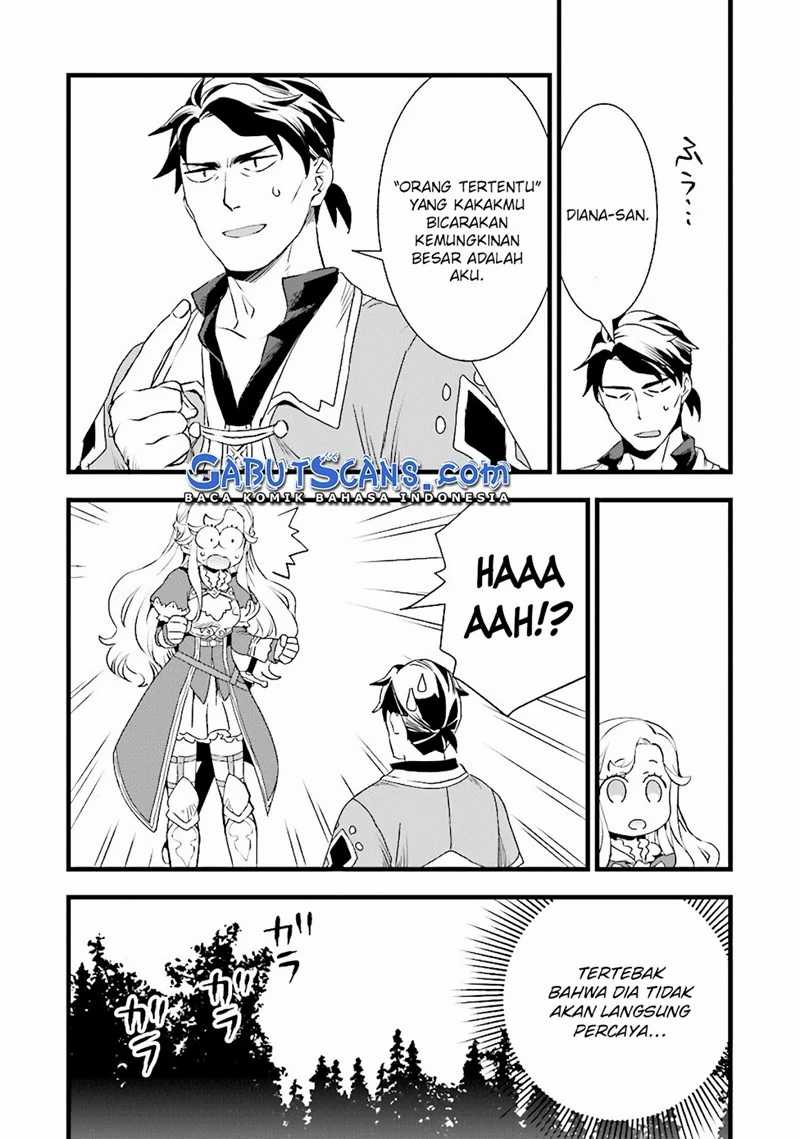 ふぅ…
DIANA-SAN.
"ORANG TERTENTU"
YANG KAKAKMU
BICARAKAN
KEMUNGKINAN
BESAR ADALAH
AKU.
GABUTSCANS.COM
BACA KOMIK BAHASA INDONESIA
HAAA
AAH!?
TERTEBAK
BAHWA DIA TIDAK
AKAN LANGSUNG
PERCAYA...
ガラ
ガラ
ガラ